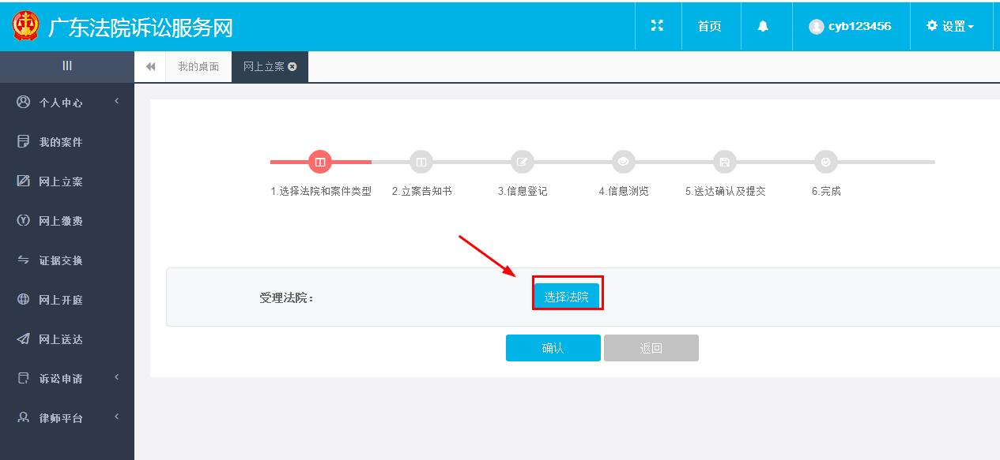 广东法院诉讼服务网
首页
cyb123456
设置
我的桌面
网上立案
个人中心
我的案件
网上立案
网上缴费
证据交换
网上开庭
网上送达
诉讼申请
律师平台
1.选择法院和案件类型
2.立案告知书
3.信息登记
4.信息浏览
5.送达确认及提交
6.完成
受理法院：
选择法院
确认
返回